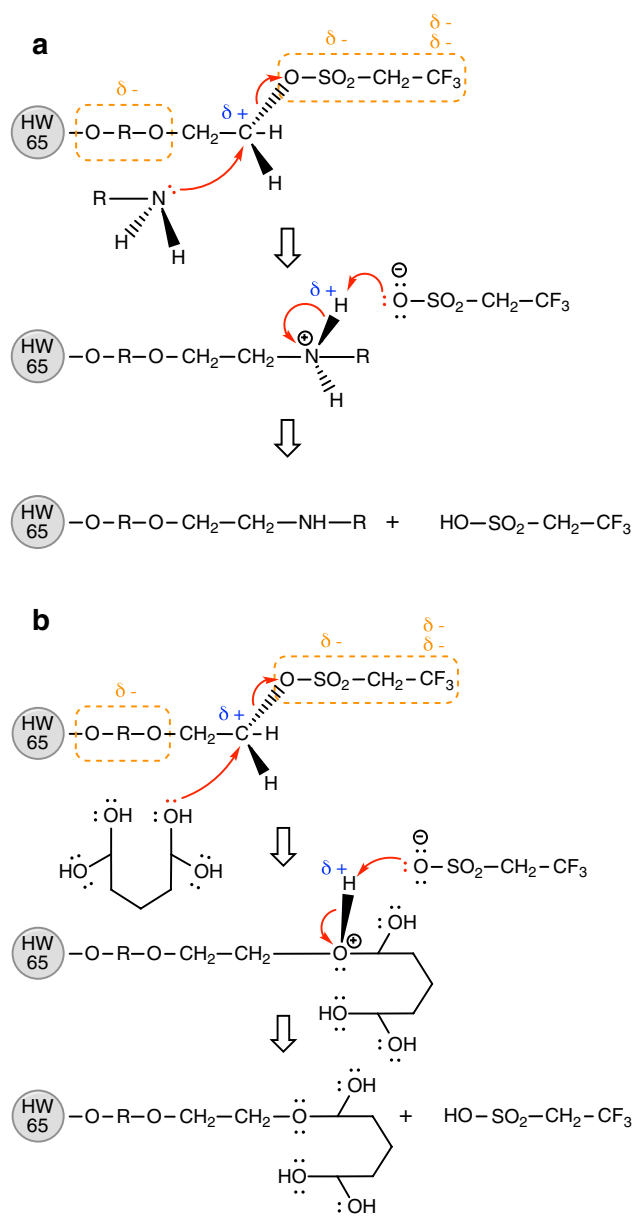 a
δ -
δ -
δ -
O–SO₂–CH₂–CF₃
δ -
δ +
HW
65
–O–R–O–CH₂–C–H
H
R–N:
H
H
⊖
δ +
H
:O–SO₂–CH₂–CF₃
HW
65
–O–R–O–CH₂–CH₂–N–R
⊕
H
HW
65
–O–R–O–CH₂–CH₂–NH–R + HO–SO₂–CH₂–CF₃
b
δ -
δ -
δ -
O–SO₂–CH₂–CF₃
δ -
δ +
HW
65
–O–R–O–CH₂–C–H
H
:OH :OH
HO: OH
⊖
δ +
H
:O–SO₂–CH₂–CF₃
:OH
HW
65
–O–R–O–CH₂–CH₂–O
⊕
HO
:OH
:OH
HW
65
–O–R–O–CH₂–CH₂–O + HO–SO₂–CH₂–CF₃
HO
:OH